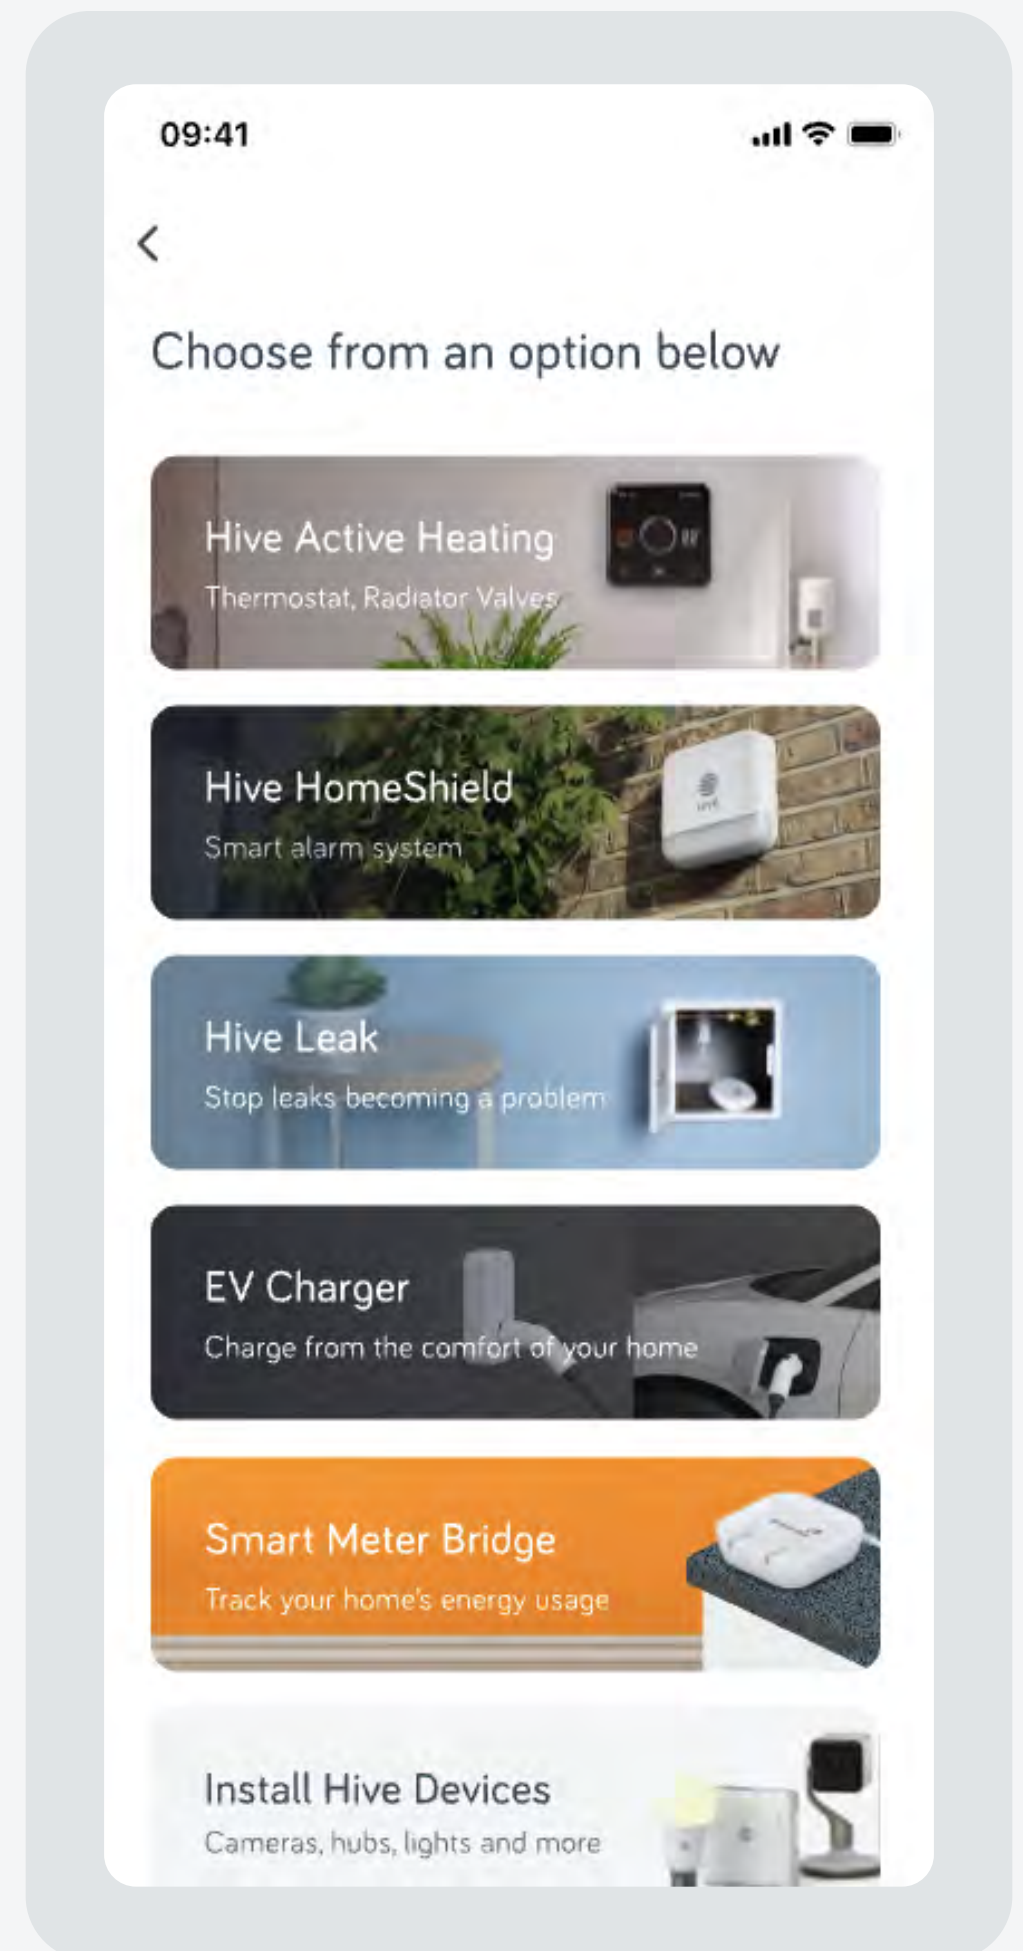 09:41
Choose from an option below
Hive Active Heating
Thermostat, Radiator Valves
Hive HomeShield
Smart alarm system
Hive Leak
Stop leaks becoming a problem
EV Charger
Charge from the comfort of your home
Smart Meter Bridge
Track your home's energy usage
Install Hive Devices
Cameras, hubs, lights and more